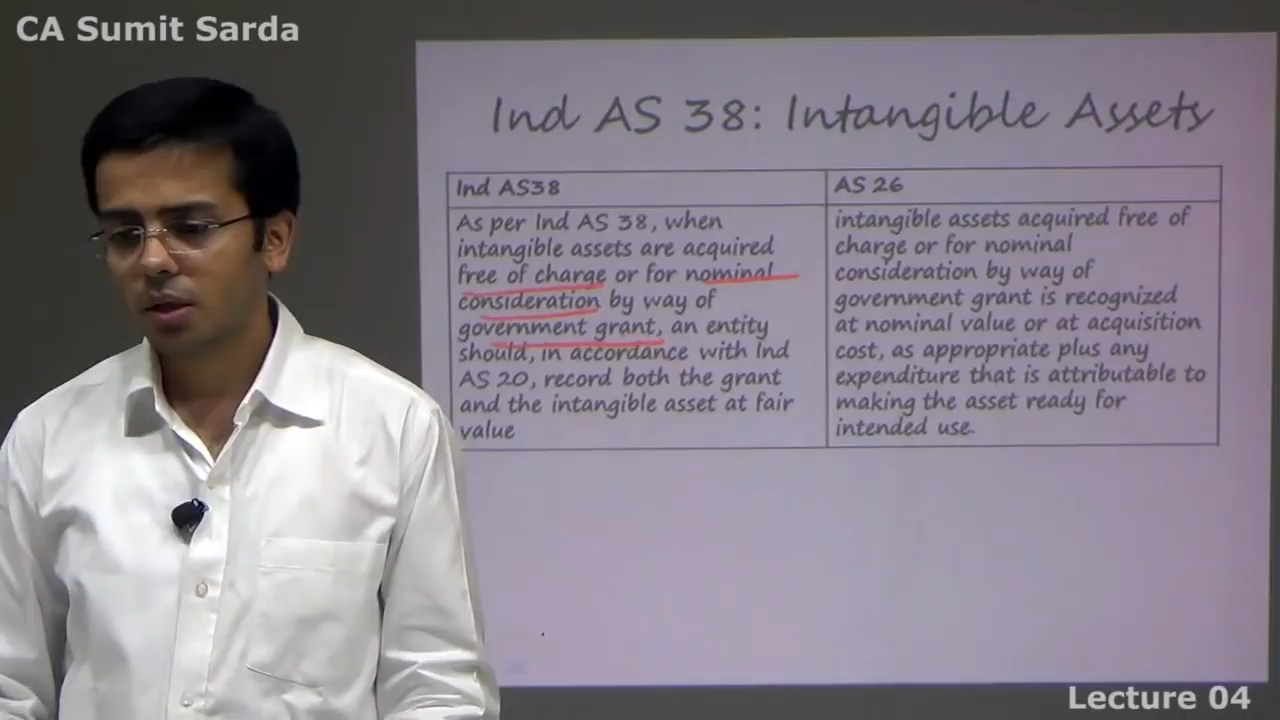 CA Sumit Sarda
Ind AS 38: Intangible Assets
Ind AS38
As per Ind AS 38, when
intangible assets are acquired
free of charge or for nominal
consideration by way of
government grant, an entity
should, in accordance with Ind
AS 20, record both the grant
and the intangible asset at fair
value
AS 26
intangible assets acquired free of
charge or for nominal
consideration by way of
government grant is recognized
at nominal value or at acquisition
cost, as appropriate plus any
expenditure that is attributable to
making the asset ready for
intended use.
Lecture 04